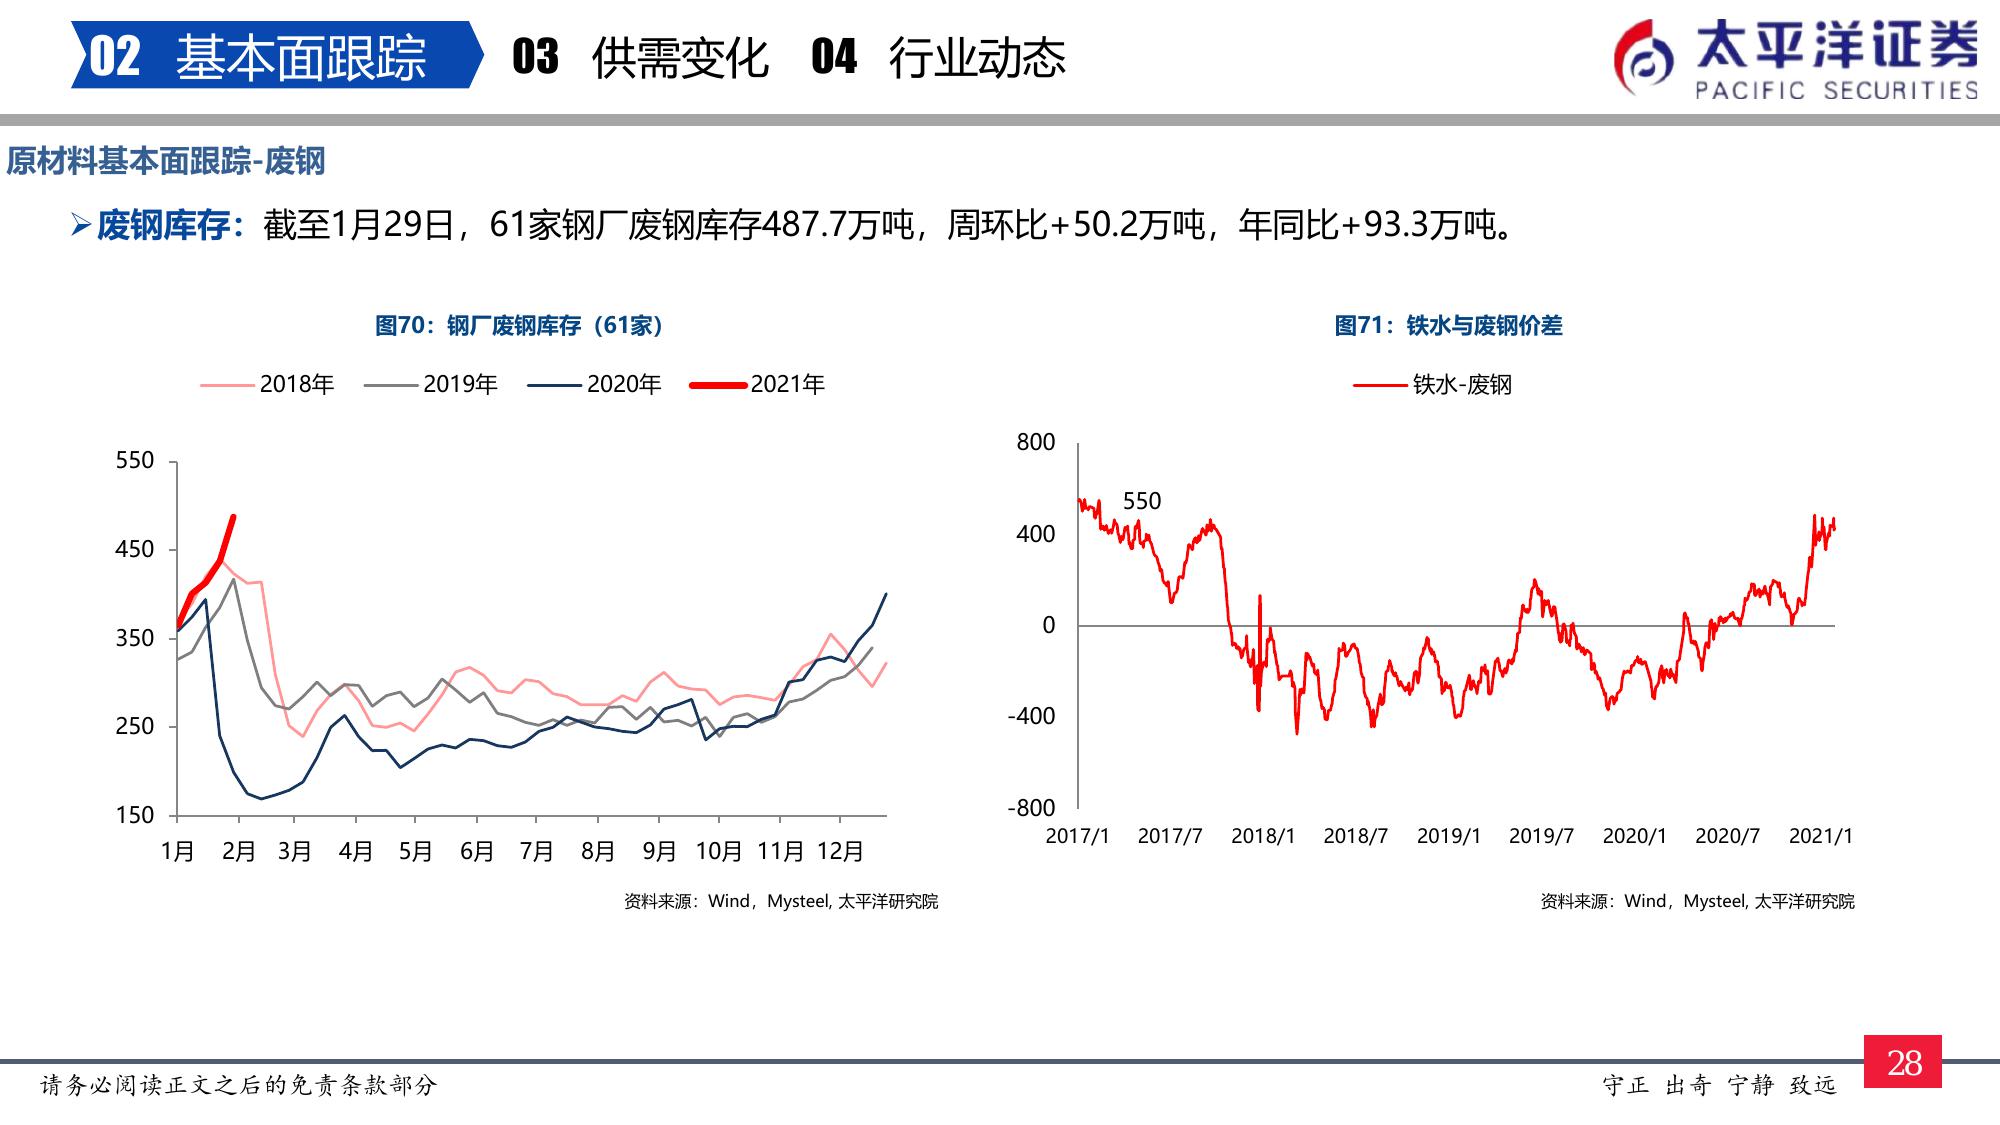 02 基本面跟踪 03 供需变化 04 行业动态
太平洋证券
PACIFIC SECURITIES
原材料基本面跟踪-废钢
➢废钢库存：截至1月29日，61家钢厂废钢库存487.7万吨，周环比+50.2万吨，年同比+93.3万吨。
图70：钢厂废钢库存（61家）
2018年 2019年 2020年 2021年
550
450
350
250
150
1月 2月 3月 4月 5月 6月 7月 8月 9月 10月 11月 12月
资料来源：Wind，Mysteel, 太平洋研究院
图71：铁水与废钢价差
铁水-废钢
800
550
400
0
-400
-800
2017/1 2017/7 2018/1 2018/7 2019/1 2019/7 2020/1 2020/7 2021/1
资料来源：Wind，Mysteel, 太平洋研究院
请务必阅读正文之后的免责条款部分
守正 出奇 宁静 致远
28